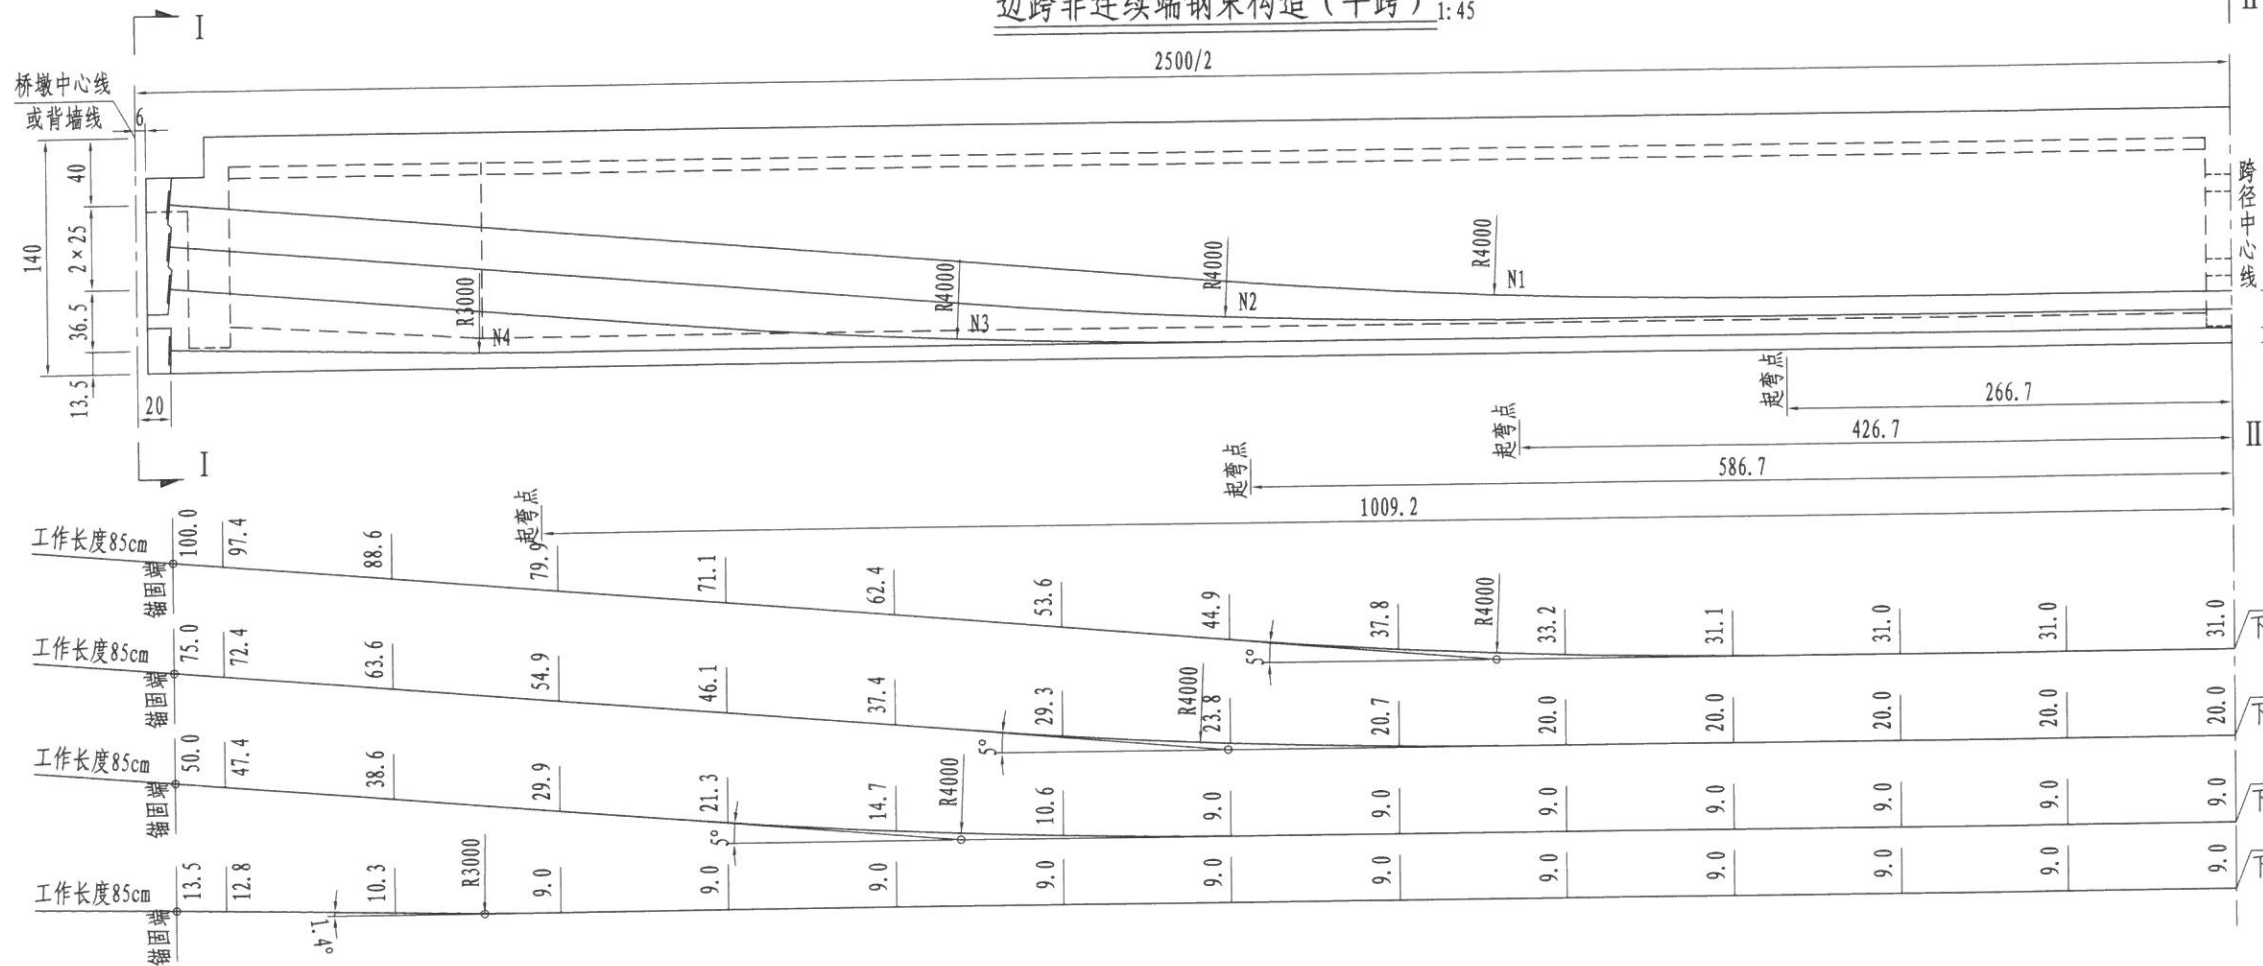 边跨非连续端钢束构造（半跨）1:45
I
II
2500/2
桥墩中心线
或背墙线
6
40
2×25
36.5
13.5
140
20
R3000
N4
R4000
N3
R4000
N2
R4000
N1
跨径中心线
起弯点
266.7
起弯点
426.7
起弯点
586.7
起弯点
1009.2
I
II
工作长度85cm
锚固端
100.0 97.4 88.6 79.9 71.1 62.4 53.6 44.9 37.8 33.2 31.1 31.0 31.0 31.0
5°
R4000
下
工作长度85cm
锚固端
75.0 72.4 63.6 54.9 46.1 37.4 29.3 23.8 20.7 20.0 20.0 20.0 20.0 20.0
5°
R4000
下
工作长度85cm
锚固端
50.0 47.4 38.6 29.9 21.3 14.7 10.6 9.0 9.0 9.0 9.0 9.0 9.0 9.0
5°
R4000
下
工作长度85cm
锚固端
13.5 12.8 10.3 9.0 9.0 9.0 9.0 9.0 9.0 9.0 9.0 9.0 9.0 9.0
1.4°
R3000
下